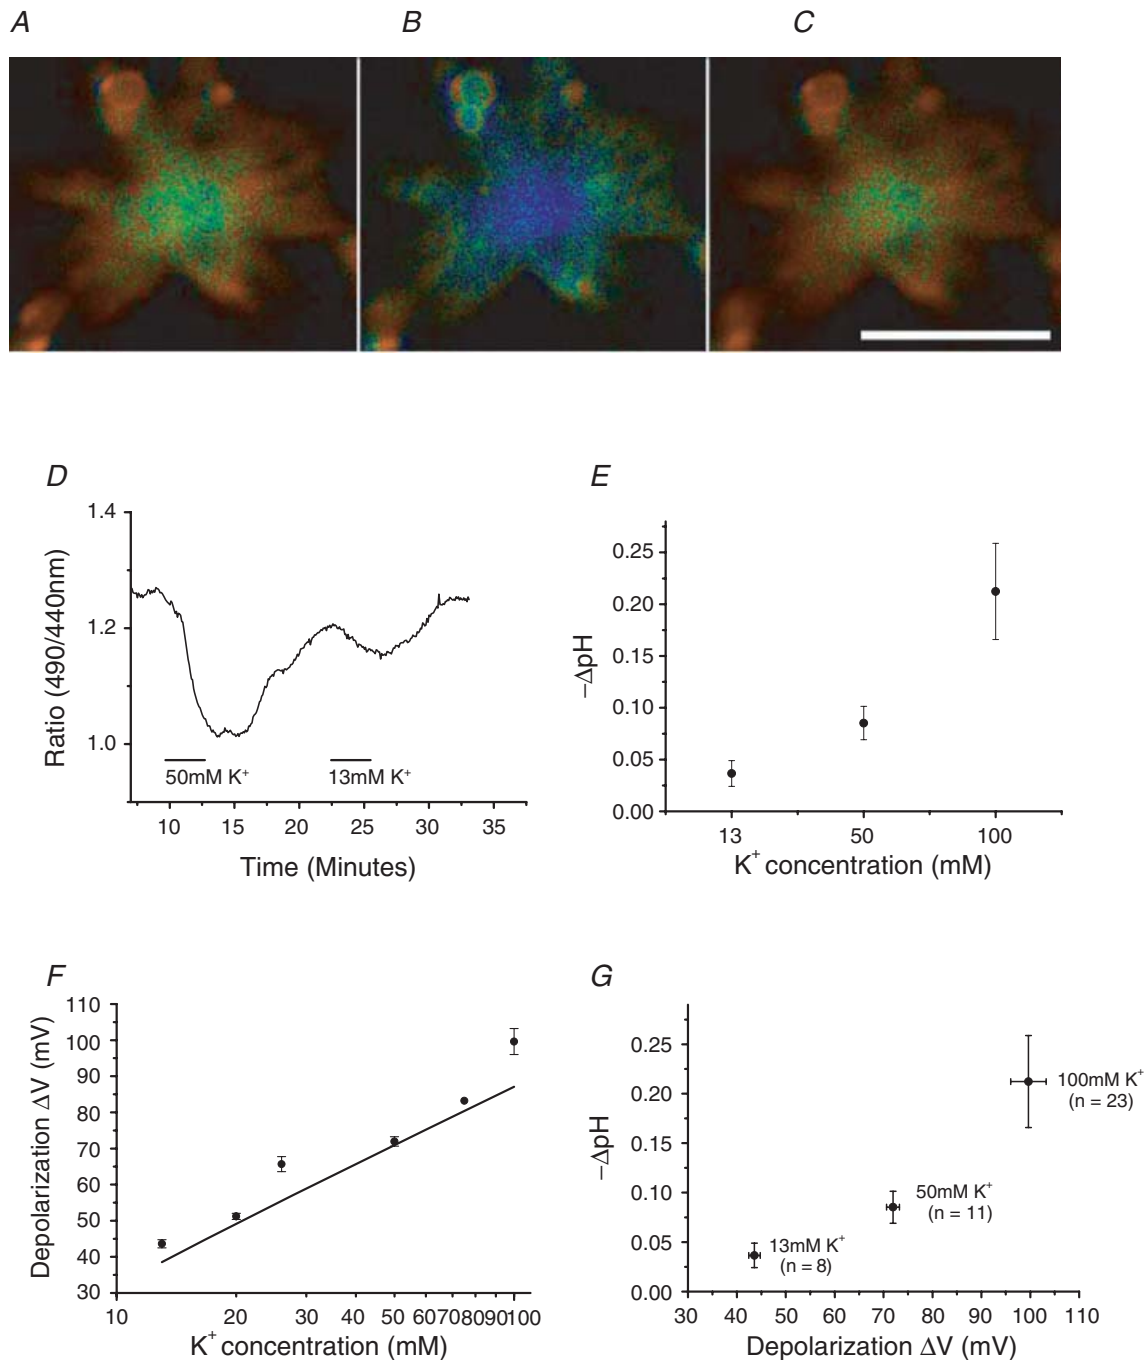 A
B
C
D
Ratio (490/440nm)
1.4
1.2
1.0
50mM K⁺
13mM K⁺
10 15 20 25 30 35
Time (Minutes)
E
−ΔpH
0.25
0.20
0.15
0.10
0.05
0.00
13 50 100
K⁺ concentration (mM)
F
Depolarization ΔV (mV)
110
100
90
80
70
60
50
40
30
10 20 30 40 50 60 70 80 90 100
K⁺ concentration (mM)
G
−ΔpH
0.25
0.20
0.15
0.10
0.05
0.00
100mM K⁺
(n = 23)
50mM K⁺
(n = 11)
13mM K⁺
(n = 8)
30 40 50 60 70 80 90 100 110
Depolarization ΔV (mV)